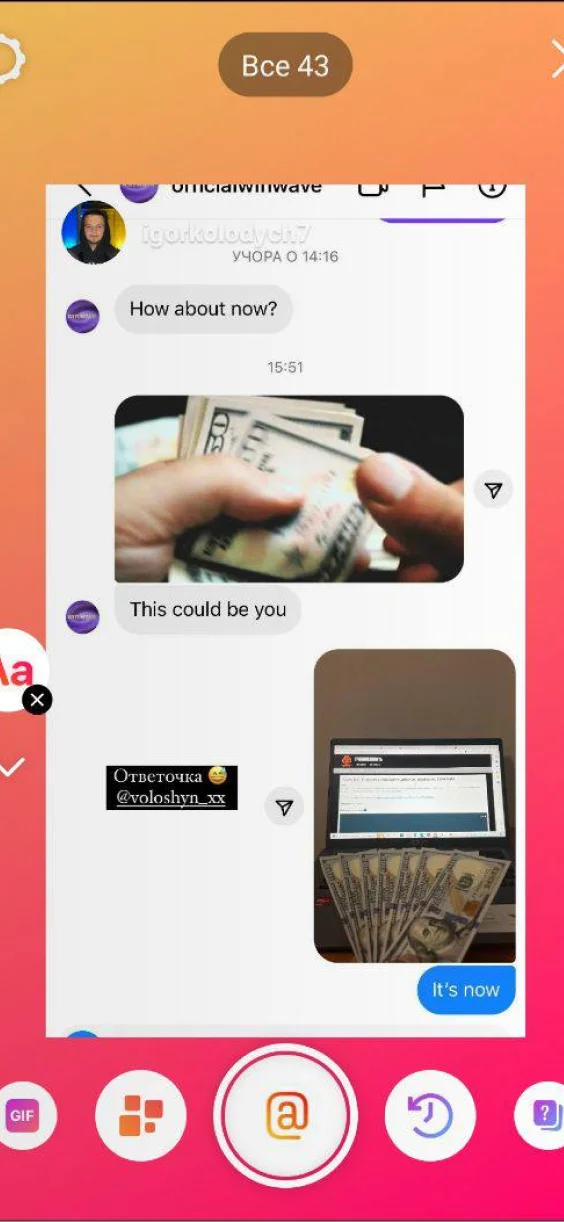 Все 43
officialwinwave
igorkolodych7
УЧОРА О 14:16
How about now?
15:51
This could be you
Aa
Ответочка 😅
@voloshyn_xx
It's now
GIF
@
?